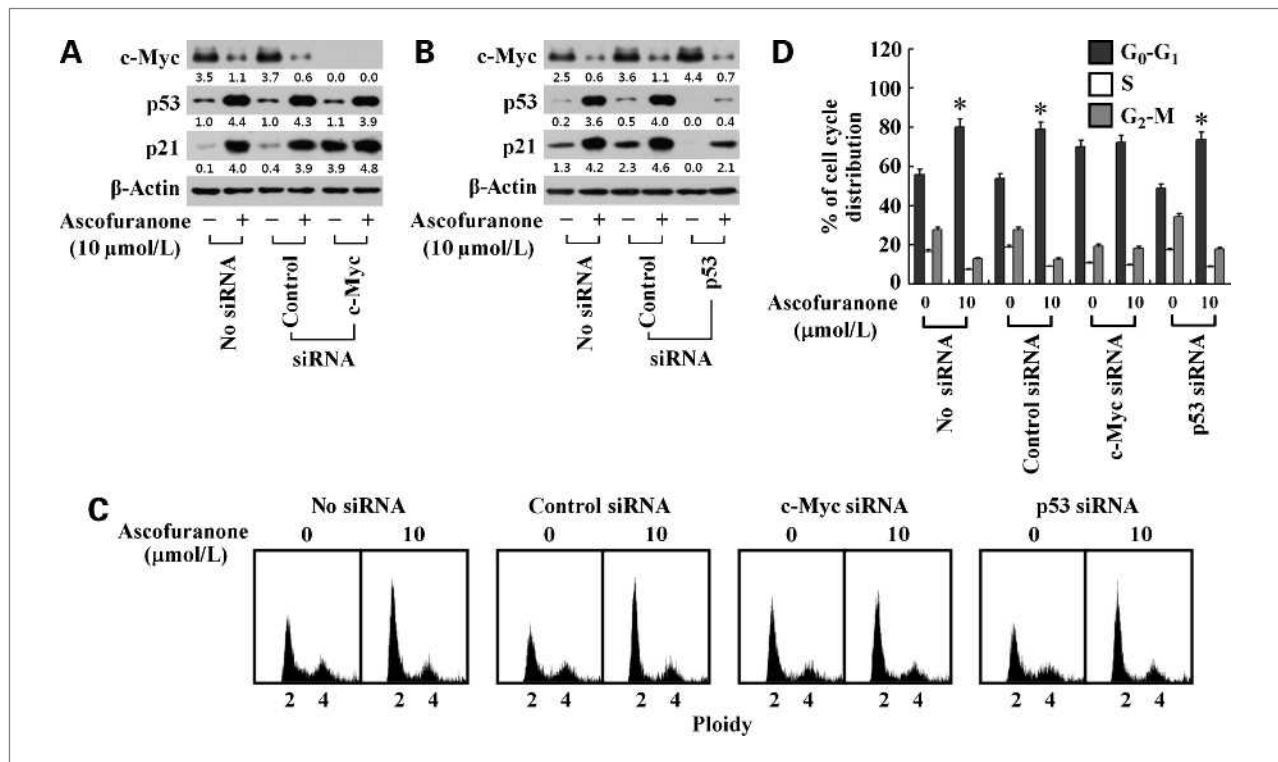 A
c-Myc
3.5 1.1 3.7 0.6 0.0 0.0
p53
1.0 4.4 1.0 4.3 1.1 3.9
p21
0.1 4.0 0.4 3.9 3.9 4.8
β-Actin
Ascofuranone − + − + − +
(10 μmol/L)
No siRNA
Control
c-Myc
siRNA
B
c-Myc
2.5 0.6 3.6 1.1 4.4 0.7
p53
0.2 3.6 0.5 4.0 0.0 0.4
p21
1.3 4.2 2.3 4.6 0.0 2.1
β-Actin
Ascofuranone − + − + − +
(10 μmol/L)
No siRNA
Control
p53
siRNA
D
% of cell cycle
distribution
120
100
80
60
40
20
0
G0-G1
S
G2-M
* * *
Ascofuranone 0 10 0 10 0 10 0 10
(μmol/L)
No siRNA
Control siRNA
c-Myc siRNA
p53 siRNA
C
No siRNA Control siRNA c-Myc siRNA p53 siRNA
Ascofuranone 0 10 0 10 0 10 0 10
(μmol/L)
2 4 2 4 2 4 2 4 2 4 2 4 2 4 2 4
Ploidy